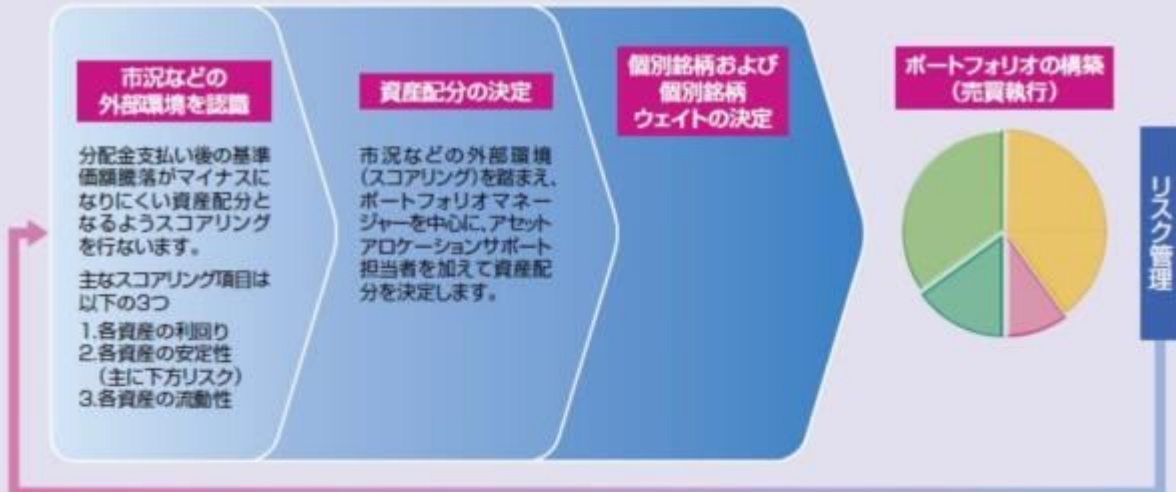 市況などの
外部環境を認識
分配金支払い後の基準
価額騰落がマイナスに
なりにくい資産配分と
なるようスコアリング
を行ないます。
主なスコアリング項目は
以下の3つ
1.各資産の利回り
2.各資産の安定性
（主に下方リスク）
3.各資産の流動性
資産配分の決定
市況などの外部環境
（スコアリング）を踏まえ、
ポートフォリオマネー
ジャーを中心に、アセット
アロケーションサポート
担当者を加えて資産配
分を決定します。
個別銘柄および
個別銘柄
ウェイトの決定
ポートフォリオの構築
（売買執行）
リスク管理